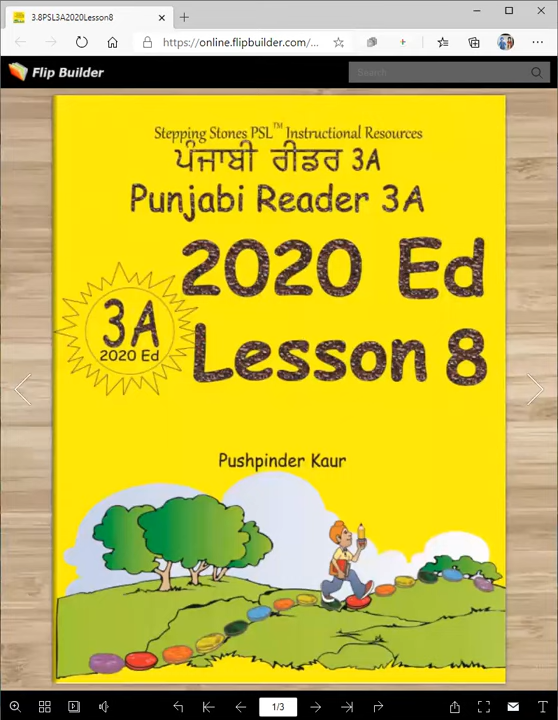 3.8PSL3A2020Lesson8
https://online.flipbuilder.com/...
Flip Builder
Search
Stepping Stones PSL™ Instructional Resources
ਪੰਜਾਬੀ ਰੀਡਰ 3A
Punjabi Reader 3A
2020 Ed
3A
2020 Ed
Lesson 8
Pushpinder Kaur
1/3